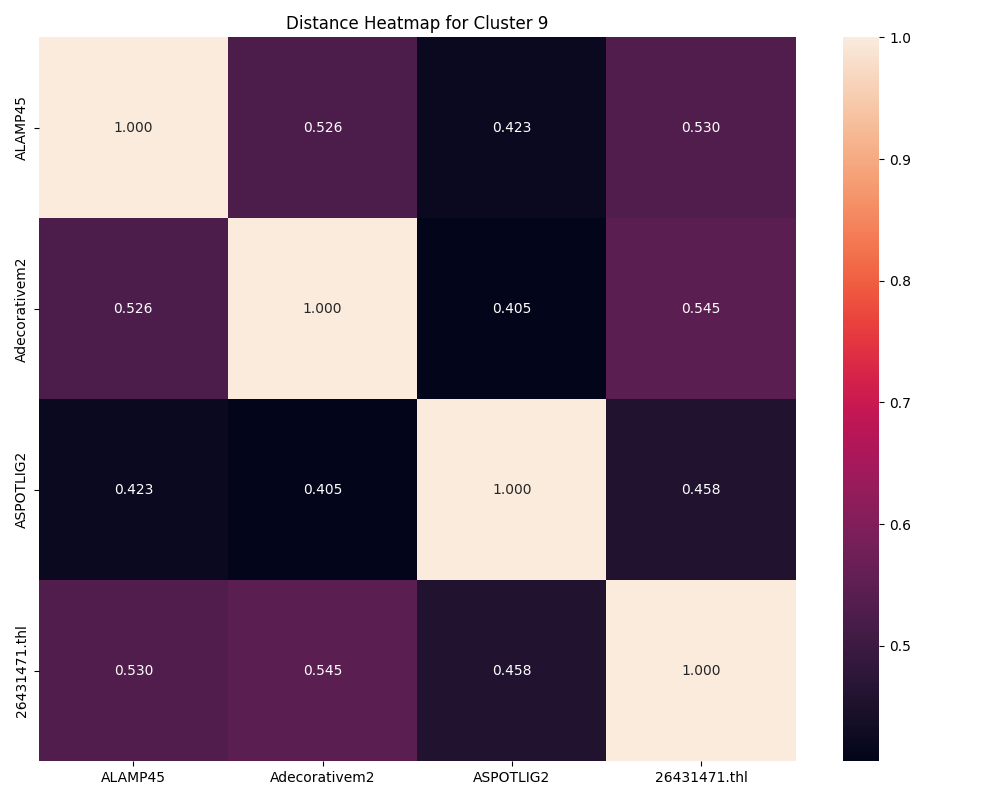 Distance Heatmap for Cluster 9
ALAMP45 1.000 0.526 0.423 0.530
Adecorativem2 0.526 1.000 0.405 0.545
ASPOTLIG2 0.423 0.405 1.000 0.458
26431471.thl 0.530 0.545 0.458 1.000
ALAMP45 Adecorativem2 ASPOTLIG2 26431471.thl
1.0
0.9
0.8
0.7
0.6
0.5